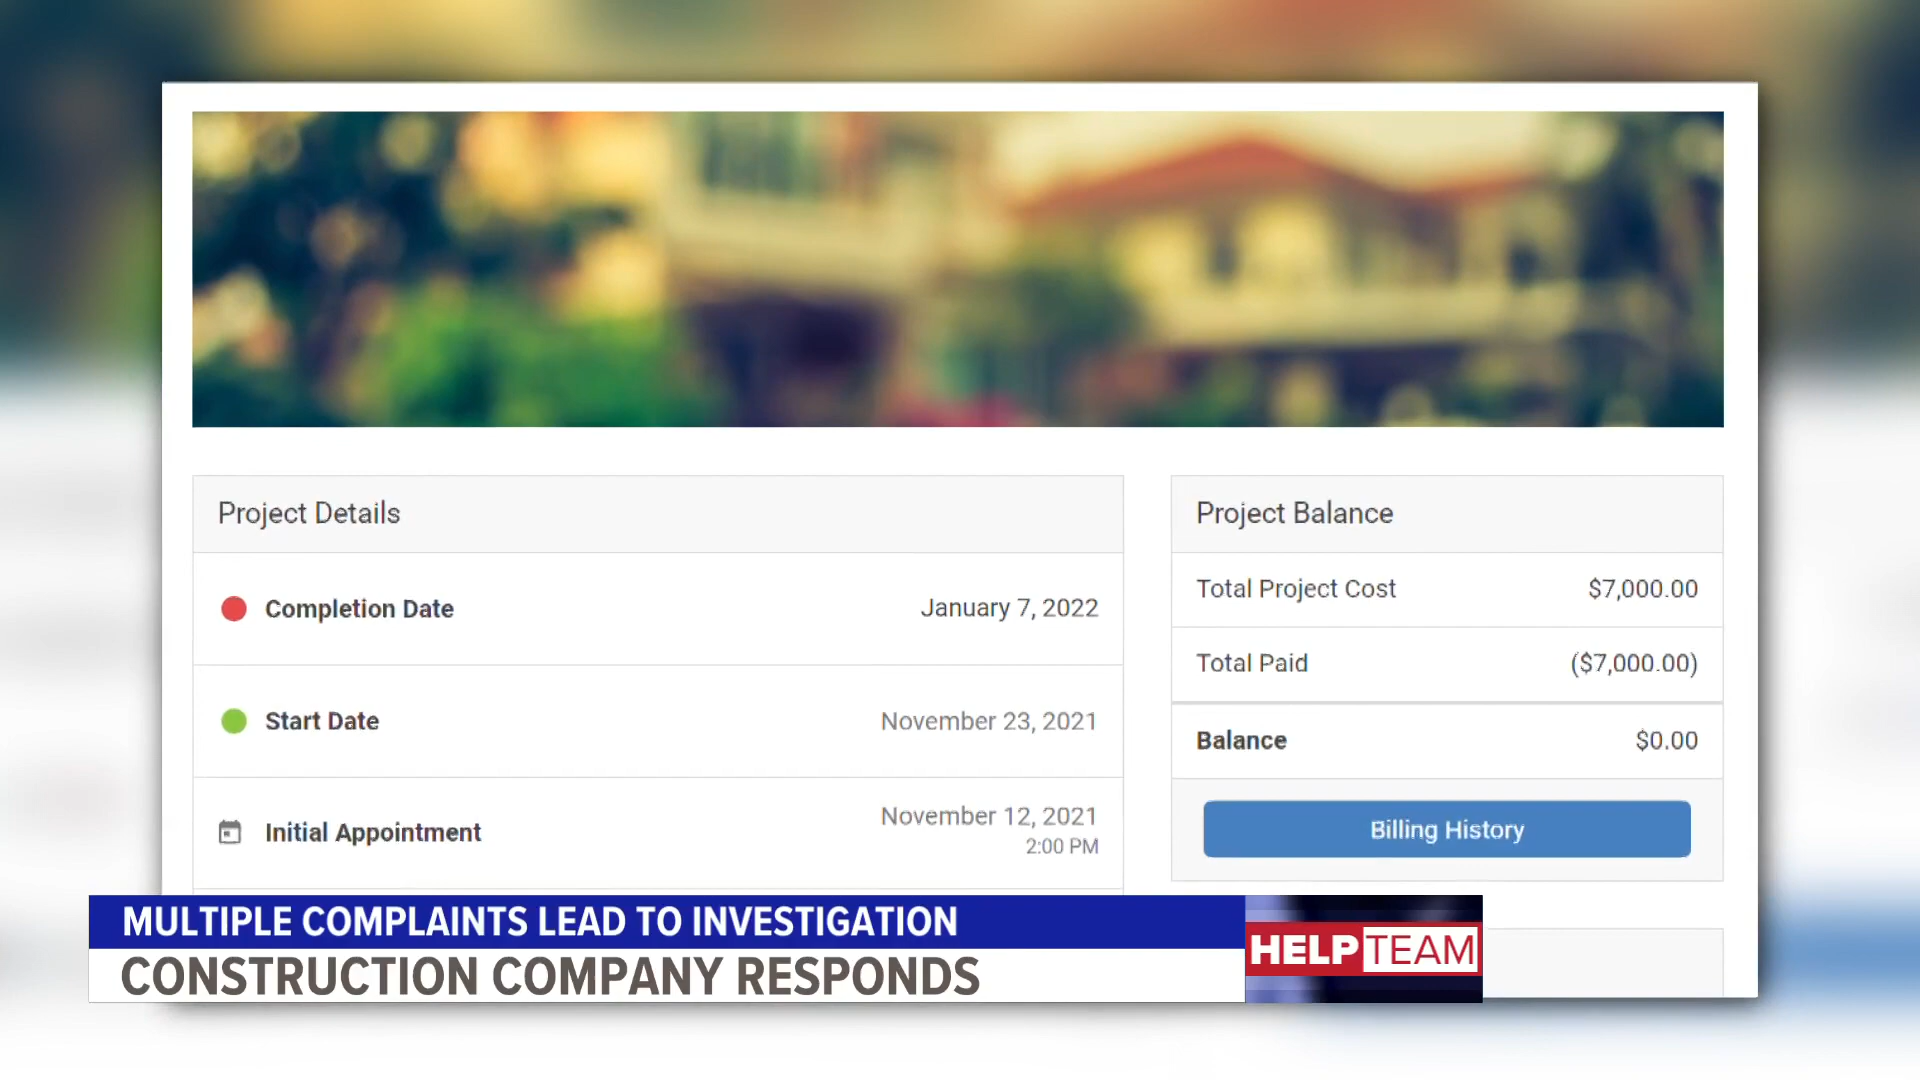 Project Details
Completion Date January 7, 2022
Start Date November 23, 2021
Initial Appointment November 12, 2021
2:00 PM
Project Balance
Total Project Cost $7,000.00
Total Paid ($7,000.00)
Balance $0.00
Billing History
MULTIPLE COMPLAINTS LEAD TO INVESTIGATION
CONSTRUCTION COMPANY RESPONDS
HELPTEAM